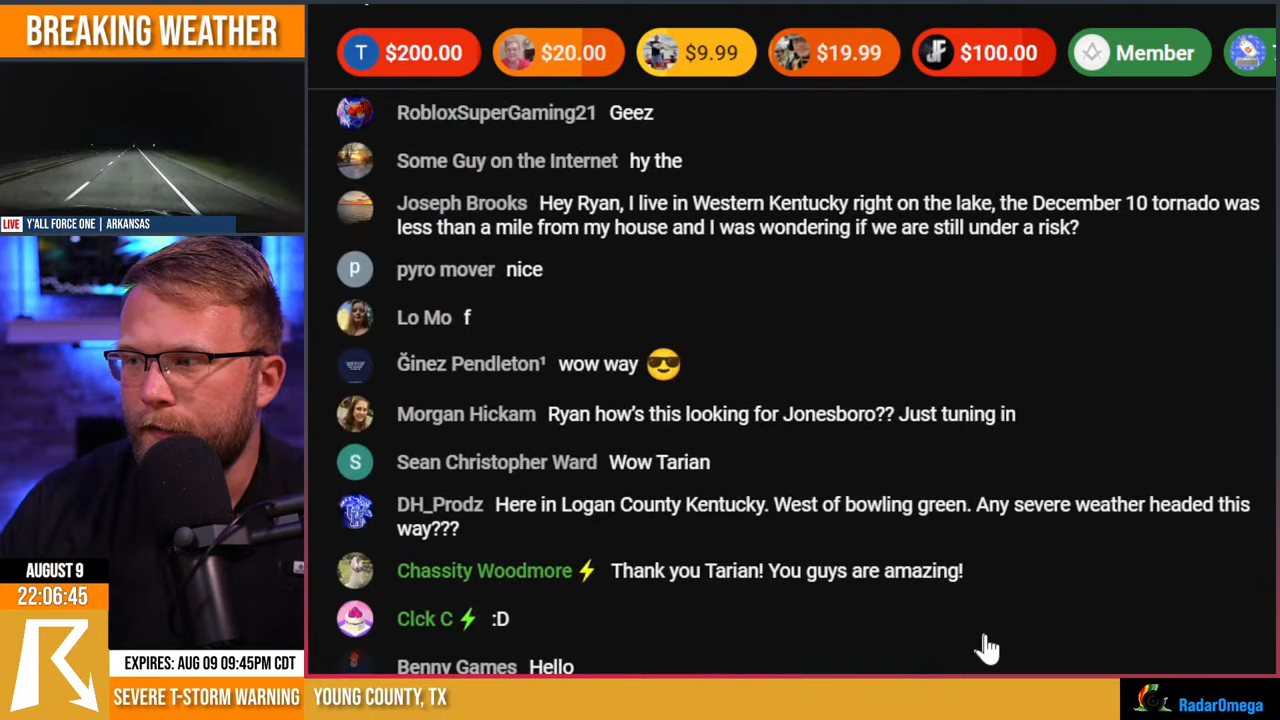 BREAKING WEATHER
T $200.00 $20.00 $9.99 $19.99 JF $100.00 Member
RobloxSuperGaming21 Geez
Some Guy on the Internet hy the
Joseph Brooks Hey Ryan, I live in Western Kentucky right on the lake, the December 10 tornado was
less than a mile from my house and I was wondering if we are still under a risk?
p pyro mover nice
Lo Mo f
Ğinez Pendleton¹ wow way 😎
Morgan Hickam Ryan how's this looking for Jonesboro?? Just tuning in
S Sean Christopher Ward Wow Tarian
DH_Prodz Here in Logan County Kentucky. West of bowling green. Any severe weather headed this
way???
Chassity Woodmore ⚡ Thank you Tarian! You guys are amazing!
Clck C ⚡ :D
Benny Games Hello
LIVE Y'ALL FORCE ONE | ARKANSAS
AUGUST 9
22:06:45
R
EXPIRES: AUG 09 09:45PM CDT
SEVERE T-STORM WARNING YOUNG COUNTY, TX
RadarOmega